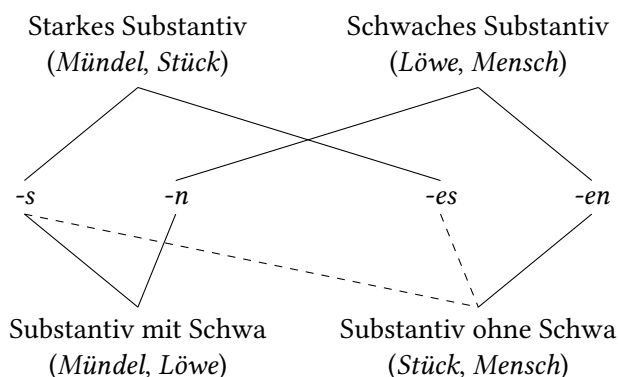 Starkes Substantiv
(Mündel, Stück)
Schwaches Substantiv
(Löwe, Mensch)
-s
-n
-es
-en
Substantiv mit Schwa
(Mündel, Löwe)
Substantiv ohne Schwa
(Stück, Mensch)